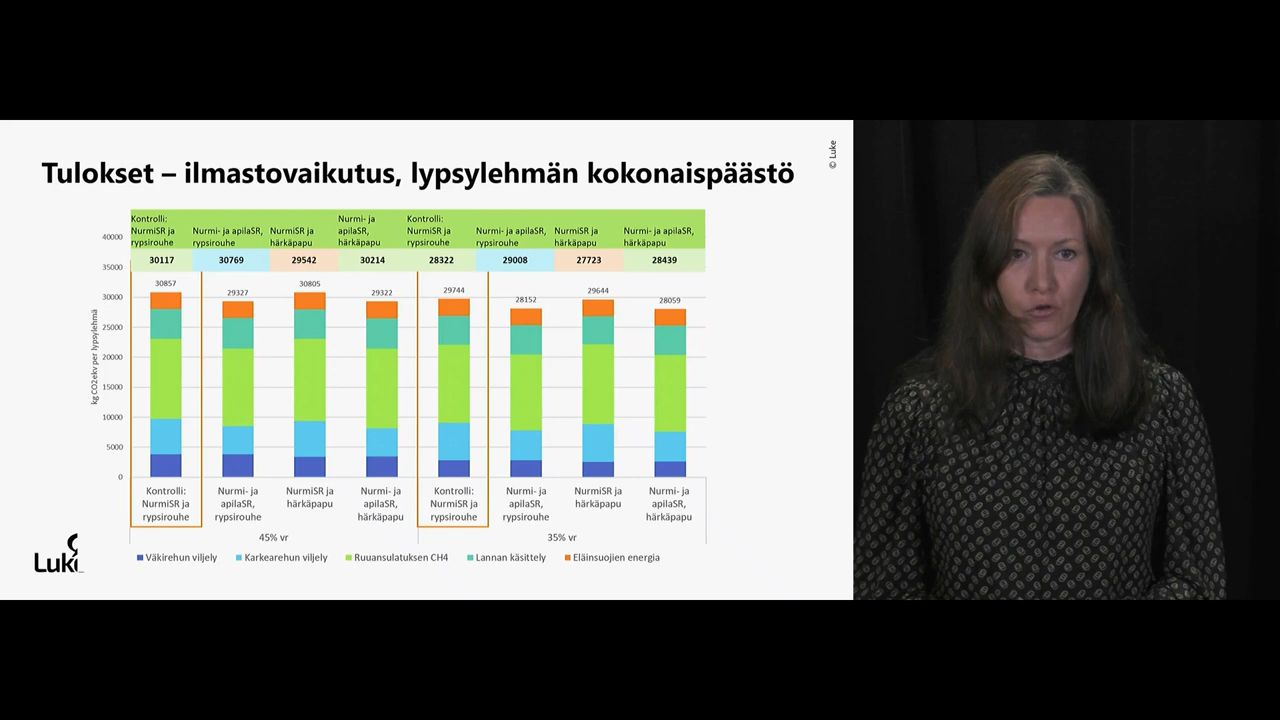 © Luke
Tulokset – ilmastovaikutus, lypsylehmän kokonaispäästö
Kontrolli:
NurmiSR ja
rypsirouhe
Nurmi- ja apilaSR,
rypsirouhe
NurmiSR ja
härkäpapu
Nurmi- ja
apilaSR,
härkäpapu
Kontrolli:
NurmiSR ja
rypsirouhe
Nurmi- ja apilaSR,
rypsirouhe
NurmiSR ja
härkäpapu
Nurmi- ja apilaSR,
härkäpapu
30117 30769 29542 30214 28322 29008 27723 28439
kg CO2ekv per lypsylehmä
40000
35000
30000
25000
20000
15000
10000
5000
0
30857 29327 30805 29322 29744 28152 29644 28059
Kontrolli:
NurmiSR ja
rypsirouhe
Nurmi- ja
apilaSR,
rypsirouhe
NurmiSR ja
härkäpapu
Nurmi- ja
apilaSR,
härkäpapu
Kontrolli:
NurmiSR ja
rypsirouhe
Nurmi- ja
apilaSR,
rypsirouhe
NurmiSR ja
härkäpapu
Nurmi- ja
apilaSR,
härkäpapu
45% vr 35% vr
Väkirehun viljely Karkearehun viljely Ruuansulatuksen CH4 Lannan käsittely Eläinsuojien energia
Luke